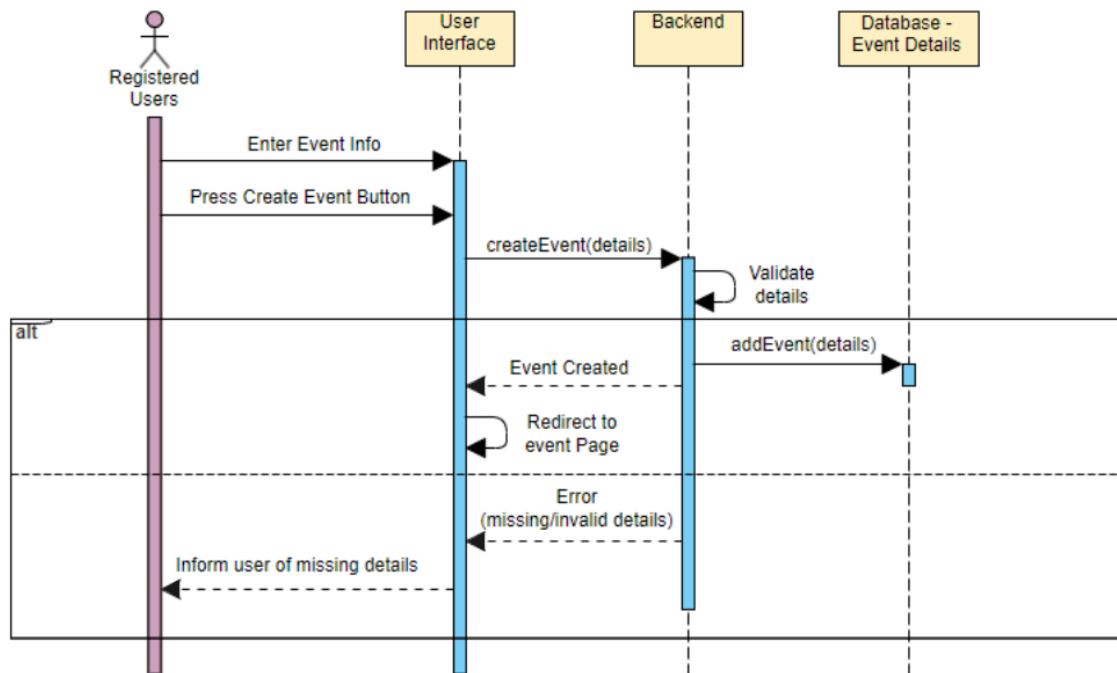 Registered
Users
User
Interface
Backend
Database -
Event Details
Enter Event Info
Press Create Event Button
createEvent(details)
Validate
details
alt
addEvent(details)
Event Created
Redirect to
event Page
Error
(missing/invalid details)
Inform user of missing details